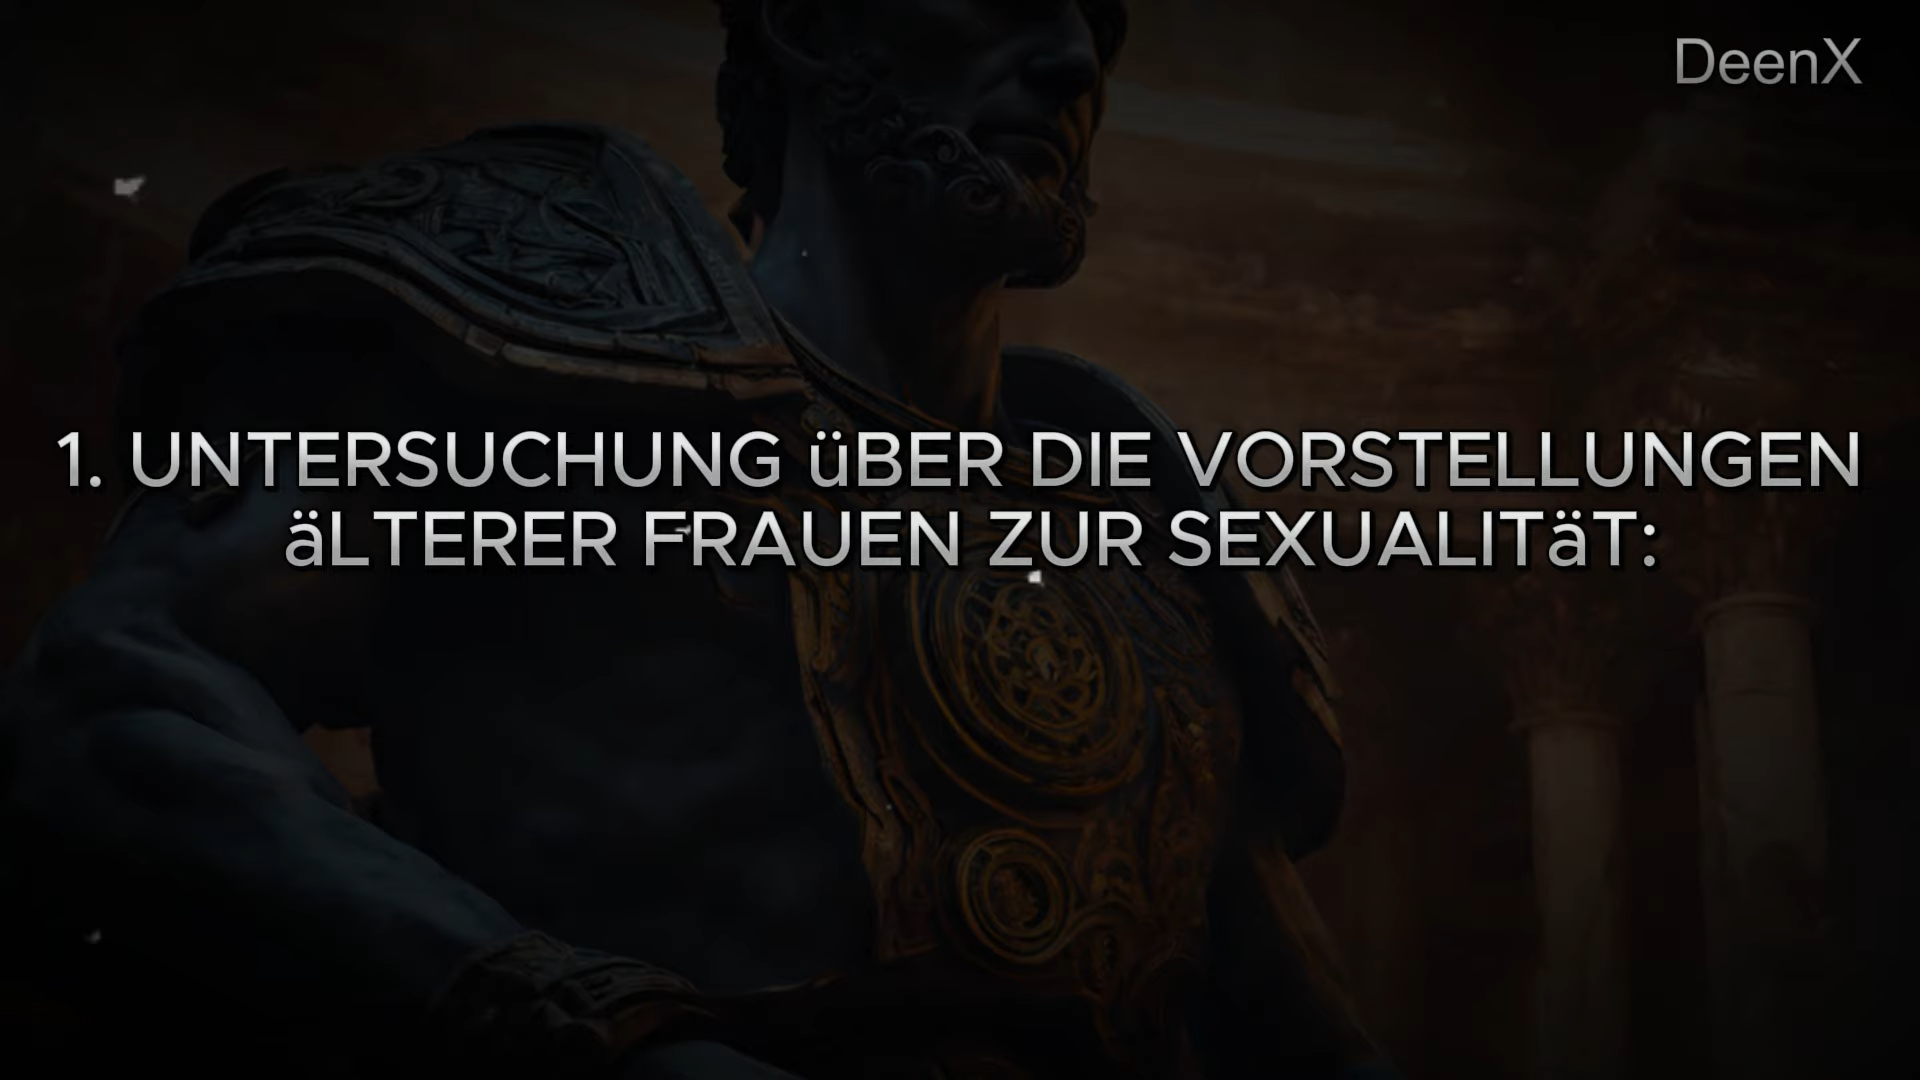 DeenX
1. UNTERSUCHUNG üBER DIE VORSTELLUNGEN
äLTERER FRAUEN ZUR SEXUALITäT: